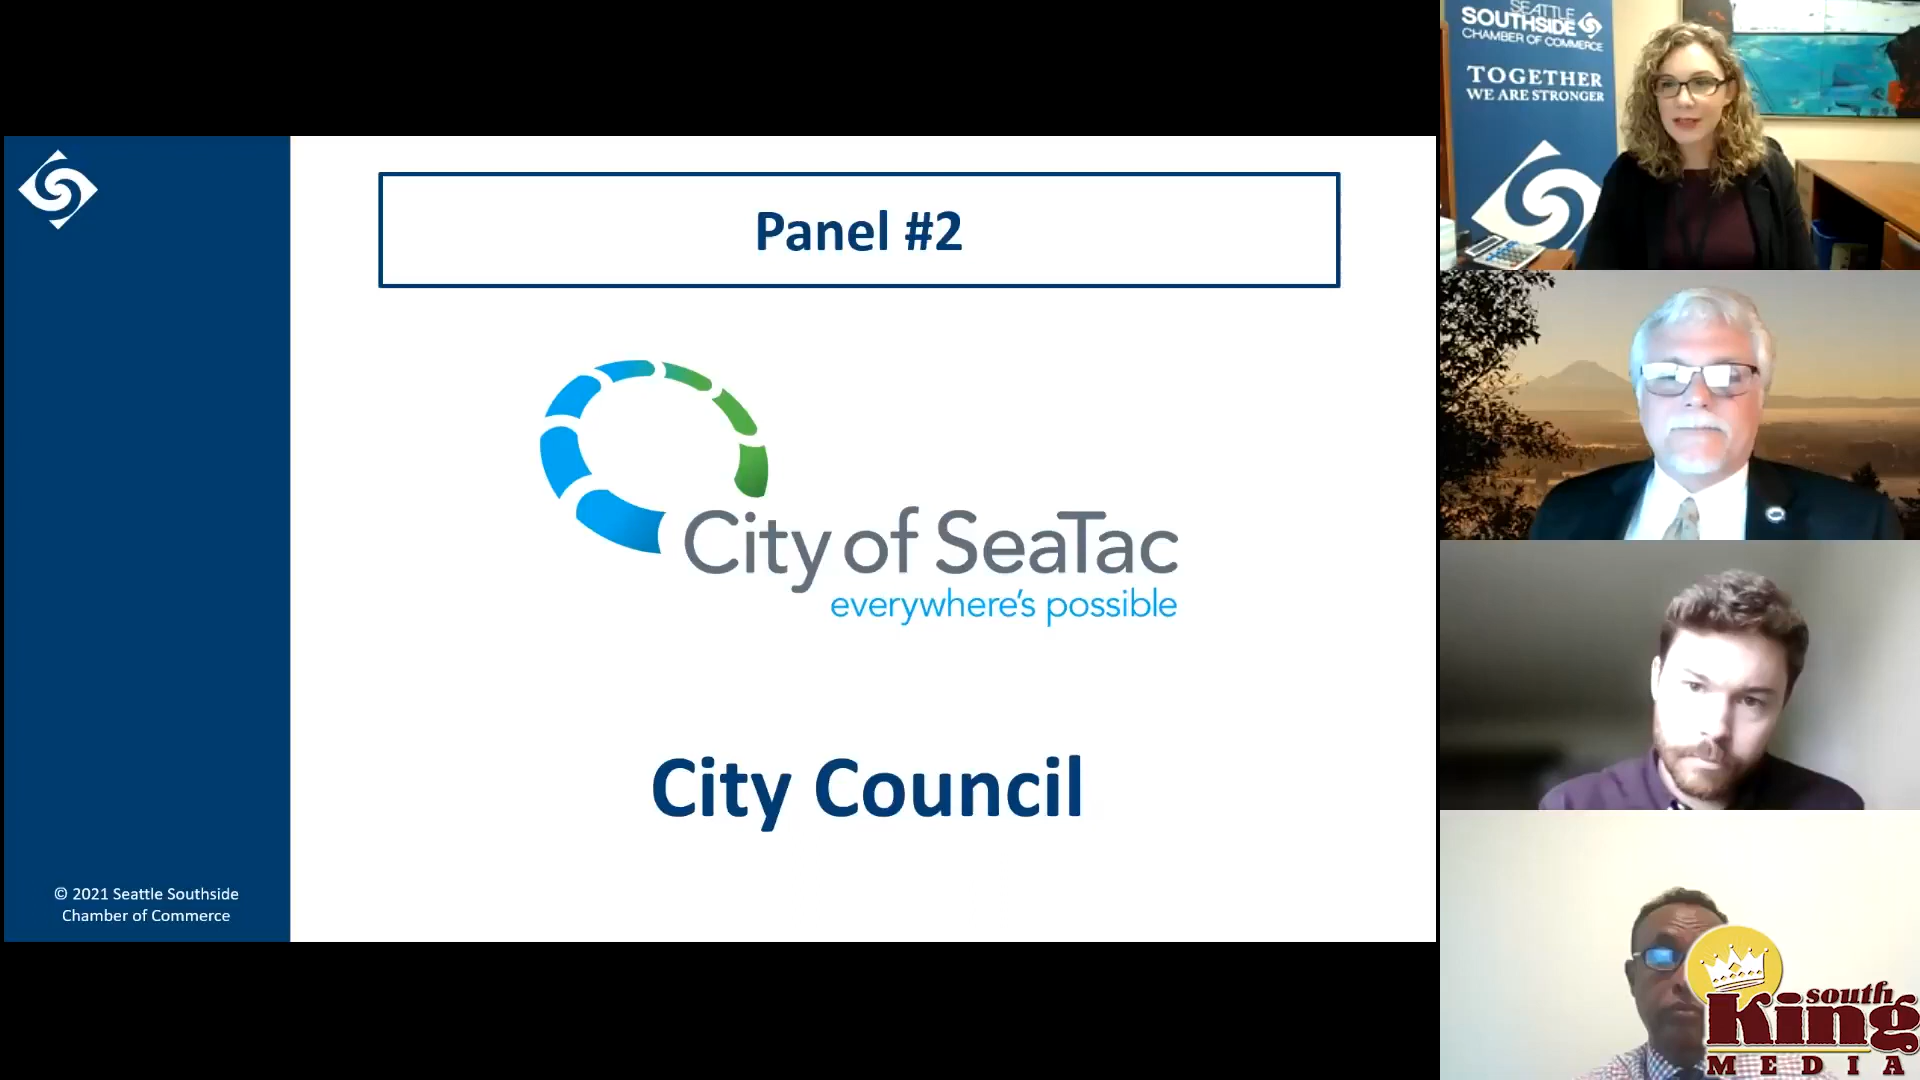 Panel #2
City of SeaTac
everywhere's possible
City Council
© 2021 Seattle Southside
Chamber of Commerce
SEATTLE
SOUTHSIDE
CHAMBER OF COMMERCE
TOGETHER
WE ARE STRONGER
south
King
MEDIA